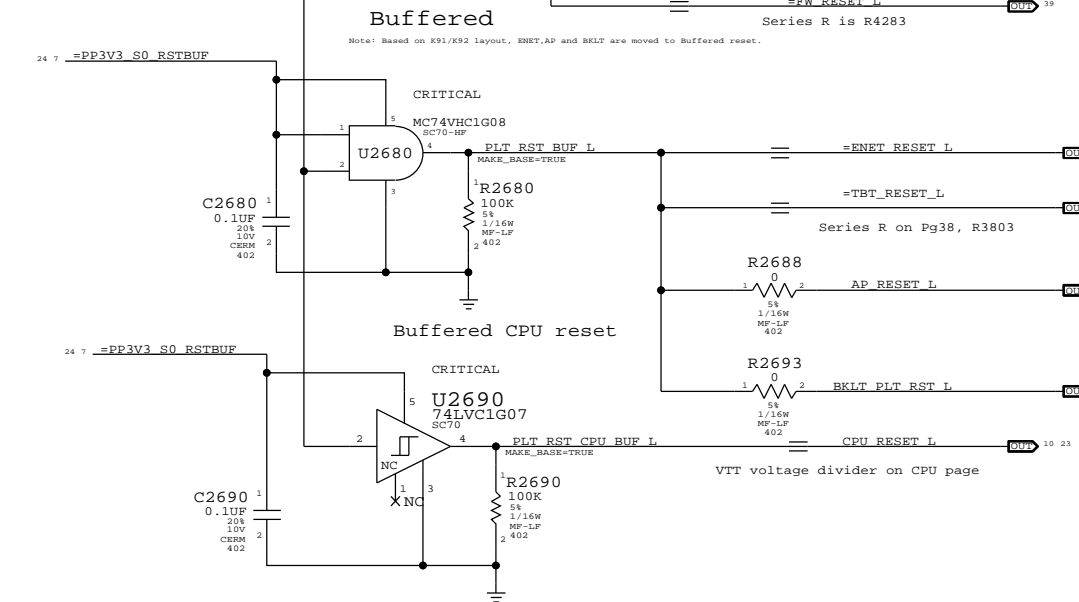 =FW_RESET_L
OUT
39
Buffered
Series R is R4283
Note: Based on K91/K92 layout, ENET,AP and BKLT are moved to Buffered reset.
24 7
=PP3V3_S0_RSTBUF
CRITICAL
5
MC74VHC1G08
SC70-HF
1
U2680
4
PLT_RST_BUF_L
=ENET_RESET_L
MAKE_BASE=TRUE
2
3
1
R2680
100K
5%
1/16W
MF-LF
402
2
=TBT_RESET_L
Series R on Pg38, R3803
C2680
1
0.1UF
20%
10V
CERM
402
2
R2688
0
1
2
AP_RESET_L
5%
1/16W
MF-LF
402
Buffered CPU reset
24 7
=PP3V3_S0_RSTBUF
CRITICAL
R2693
0
1
2
BKLT_PLT_RST_L
5%
1/16W
MF-LF
402
5
U2690
74LVC1G07
SC70
2
4
PLT_RST_CPU_BUF_L
CPU_RESET_L
OUT
10 23
MAKE_BASE=TRUE
NC
VTT voltage divider on CPU page
1
NC
3
1
R2690
100K
5%
1/16W
MF-LF
402
2
C2690
1
0.1UF
20%
10V
CERM
402
2